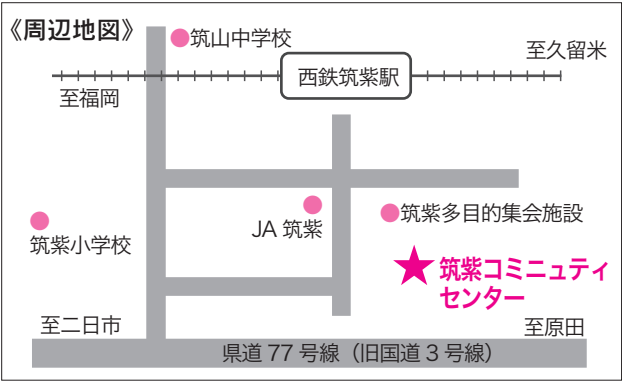 《周辺地図》
筑山中学校
至久留米
西鉄筑紫駅
至福岡
筑紫多目的集会施設
JA 筑紫
筑紫小学校
筑紫コミニュティ
センター
至二日市
至原田
県道 77 号線（旧国道 3 号線）